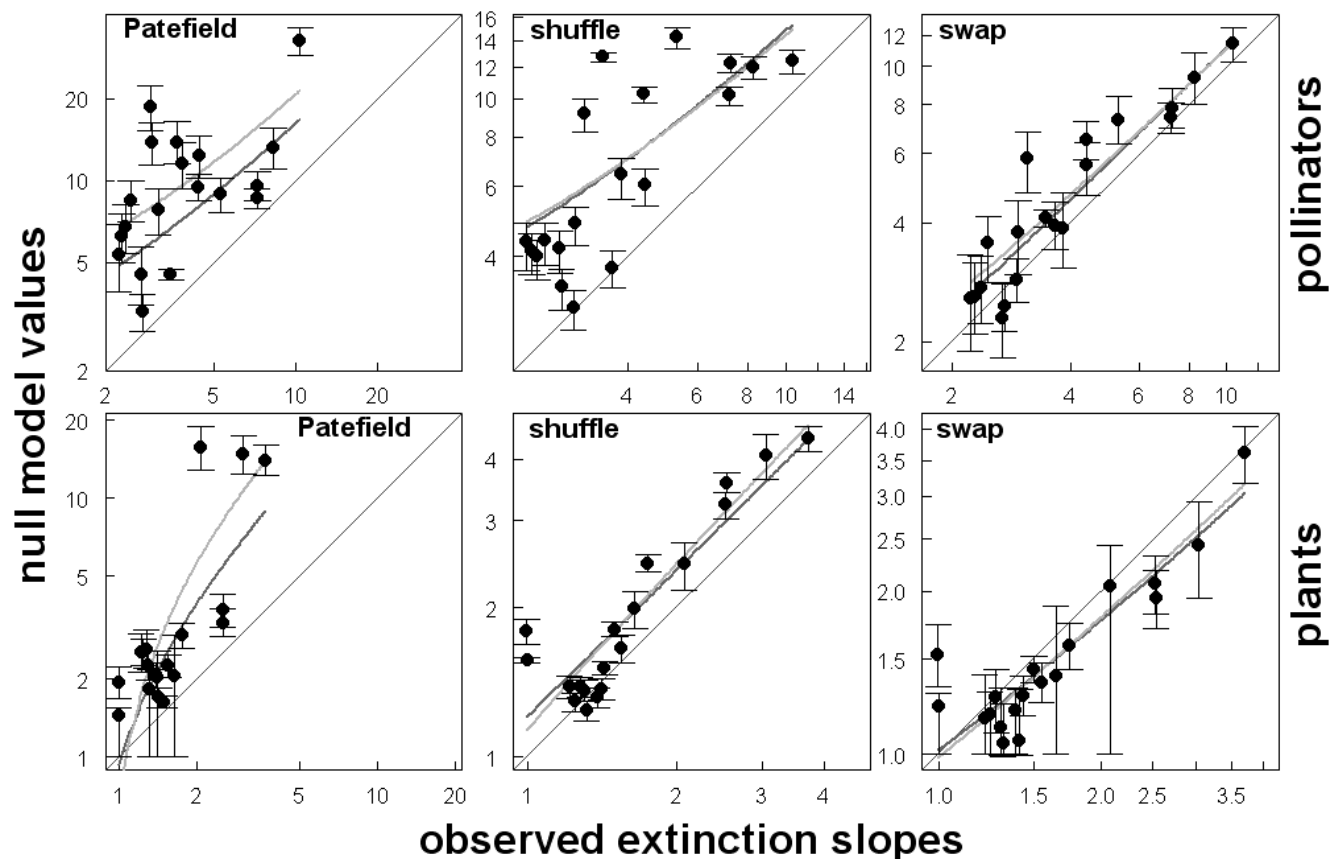 Patefield
shuffle
swap
20
10
5
2
16
14
12
10
8
6
4
12
10
8
6
4
2
2 5 10 20
4 6 8 10 14
2 4 6 8 10
pollinators
null model values
Patefield
shuffle
swap
20
10
5
2
1
4
3
2
1
4.0
3.5
3.0
2.5
2.0
1.5
1.0
1 2 5 10 20
1 2 3 4
1.0 1.5 2.0 2.5 3.5
plants
observed extinction slopes